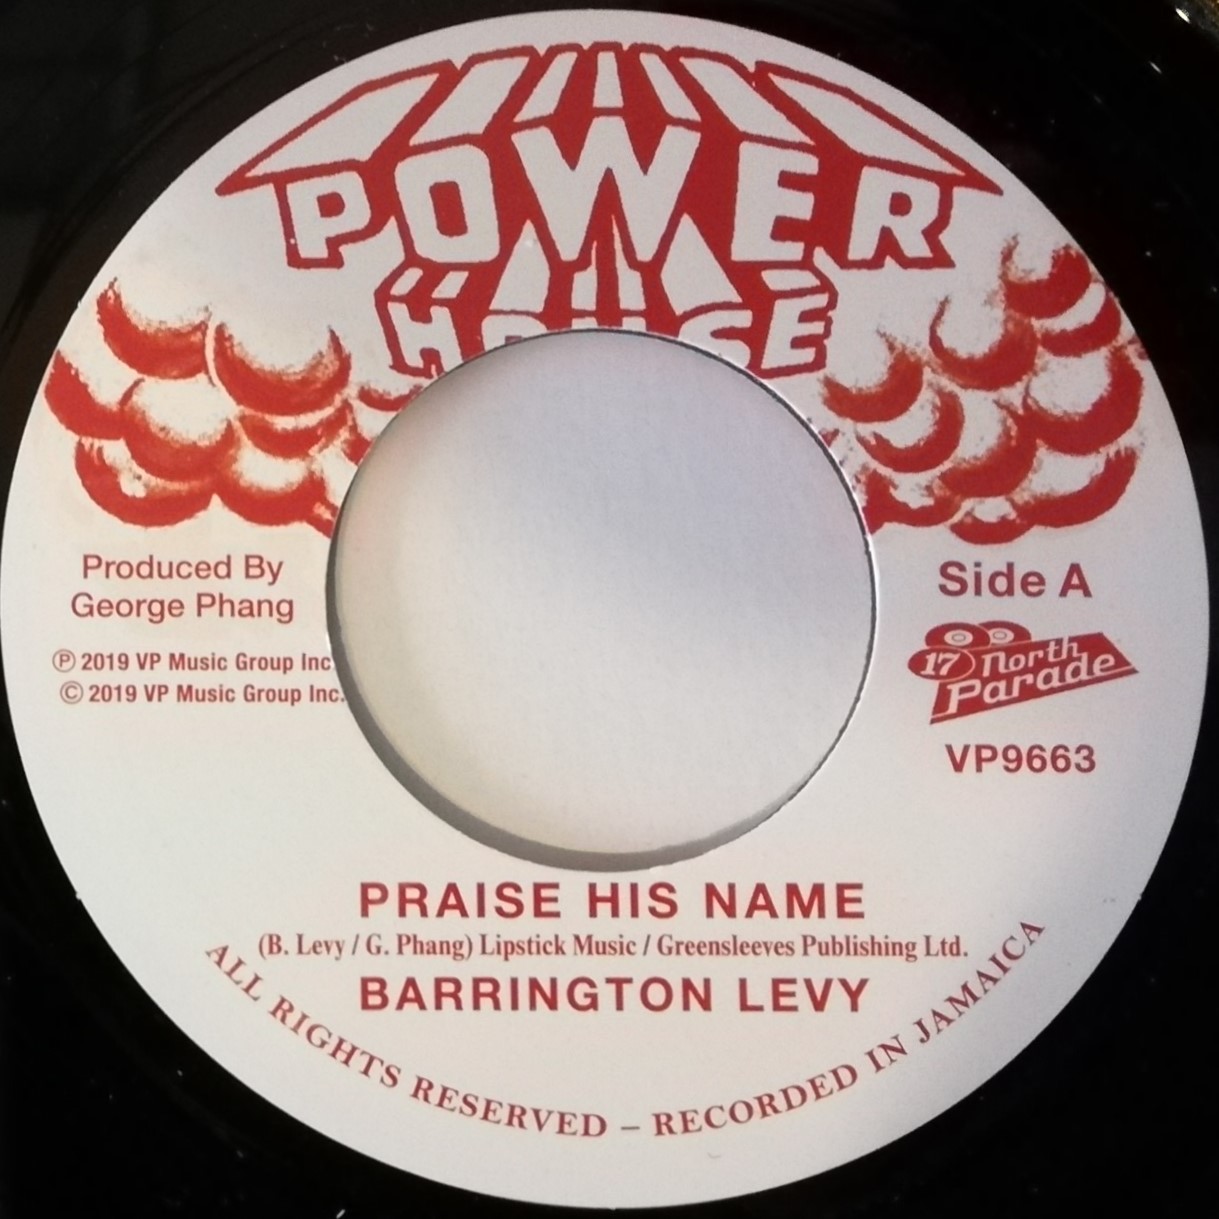 POWER
HOUSE
Produced By
George Phang
℗ 2019 VP Music Group Inc
© 2019 VP Music Group Inc.
Side A
17 North
Parade
VP9663
PRAISE HIS NAME
(B. Levy / G. Phang) Lipstick Music / Greensleeves Publishing Ltd.
BARRINGTON LEVY
ALL RIGHTS RESERVED – RECORDED IN JAMAICA